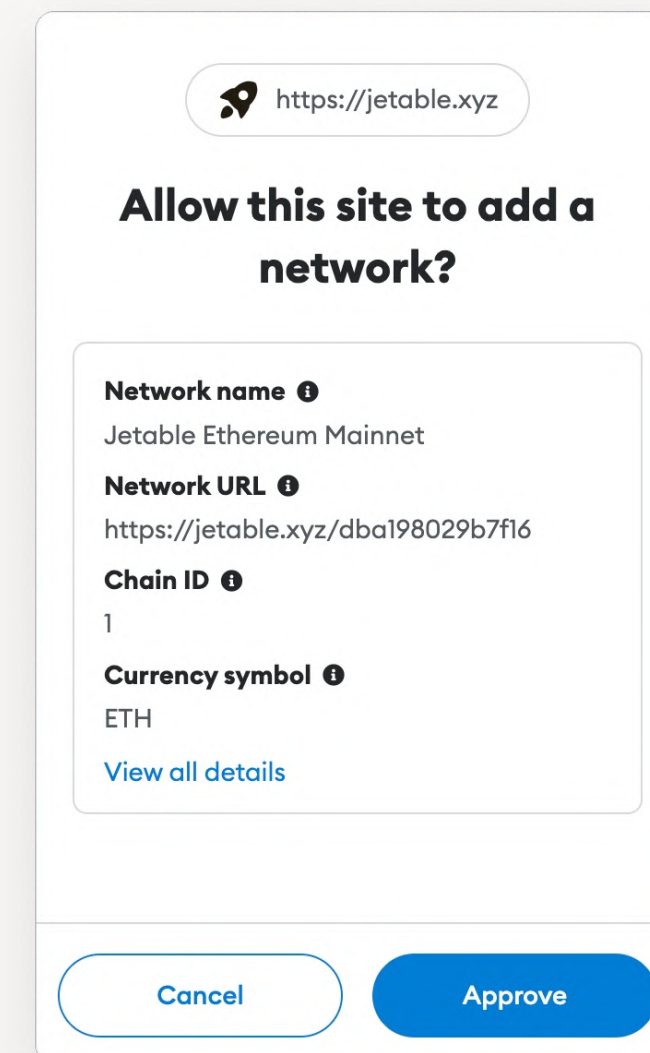 https://jetable.xyz
Allow this site to add a
network?
Network name
Jetable Ethereum Mainnet
Network URL
https://jetable.xyz/dba198029b7f16
Chain ID
1
Currency symbol
ETH
View all details
Cancel
Approve